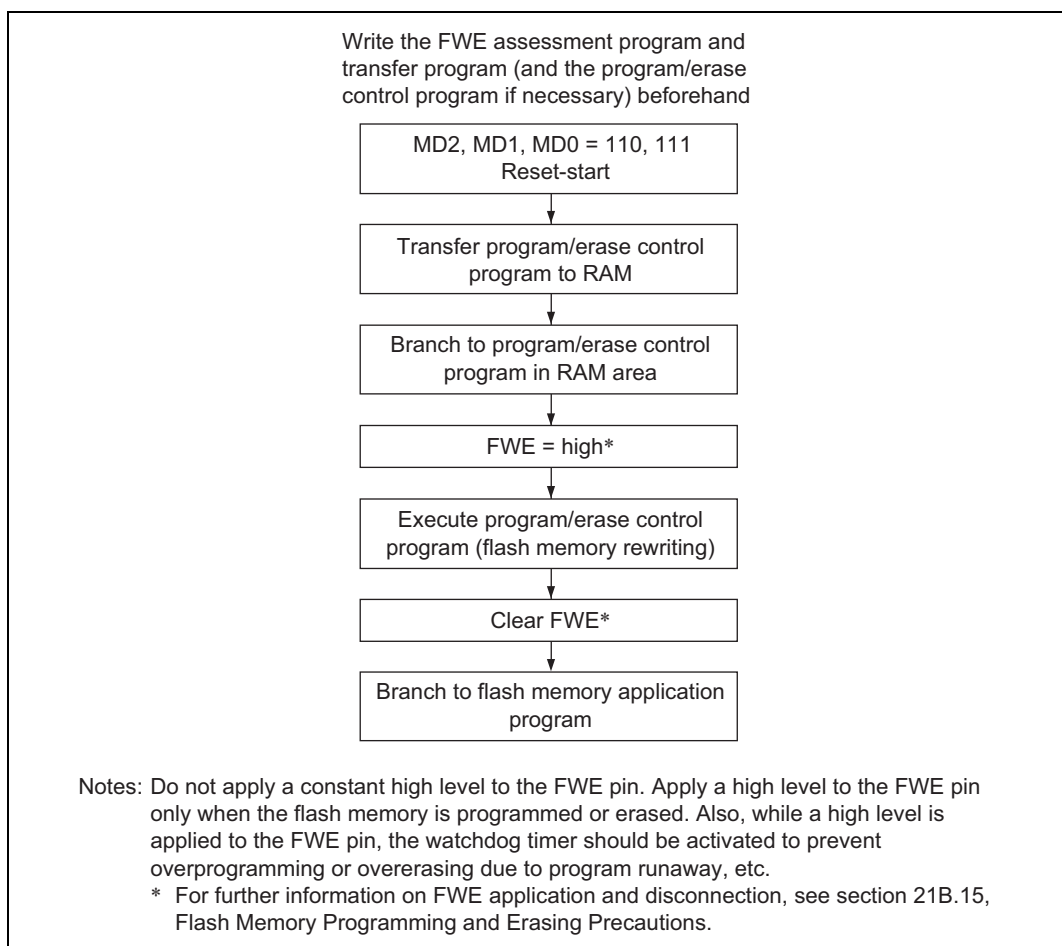 Write the FWE assessment program and
transfer program (and the program/erase
control program if necessary) beforehand
MD2, MD1, MD0 = 110, 111
Reset-start
Transfer program/erase control
program to RAM
Branch to program/erase control
program in RAM area
FWE = high*
Execute program/erase control
program (flash memory rewriting)
Clear FWE*
Branch to flash memory application
program
Notes: Do not apply a constant high level to the FWE pin. Apply a high level to the FWE pin
only when the flash memory is programmed or erased. Also, while a high level is
applied to the FWE pin, the watchdog timer should be activated to prevent
overprogramming or overerasing due to program runaway, etc.
* For further information on FWE application and disconnection, see section 21B.15,
Flash Memory Programming and Erasing Precautions.